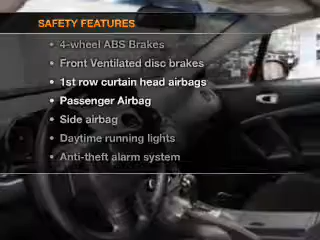 SAFETY FEATURES
• 4-wheel ABS Brakes
• Front Ventilated disc brakes
• 1st row curtain head airbags
• Passenger Airbag
• Side airbag
• Daytime running lights
• Anti-theft alarm system